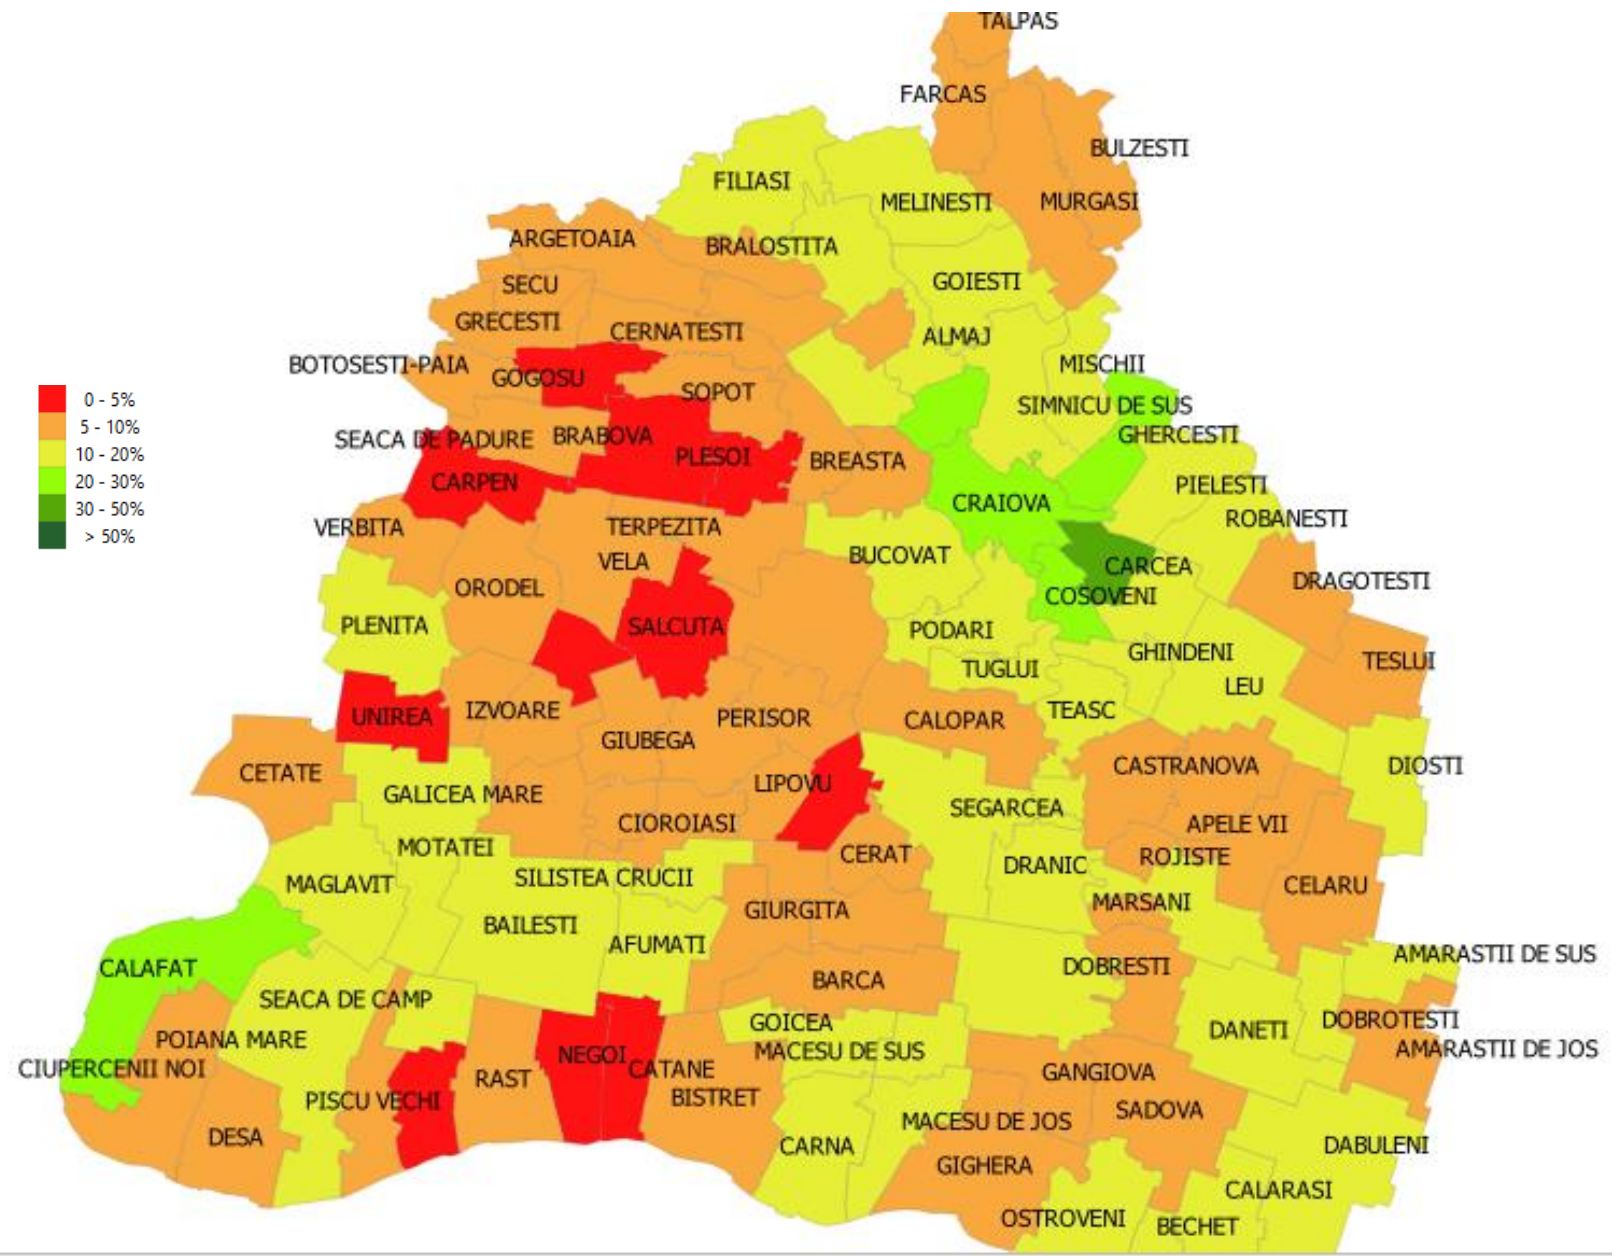 TALPAS
FARCAS
BULZESTI
FILIASI
MELINESTI
MURGASI
ARGETOAIA
BRALOSTITA
SECU
GOIESTI
GRECESTI
CERNATESTI
ALMAJ
BOTOSESTI-PAIA
MISCHII
GOGOSU
SOPOT
0 - 5%
SIMNICU DE SUS
5 - 10%
SEACA DE PADURE
BRABOVA
GHERCESTI
10 - 20%
PLESOI
BREASTA
CARPEN
20 - 30%
PIELESTI
CRAIOVA
30 - 50%
ROBANESTI
VERBITA
TERPEZITA
> 50%
BUCOVAT
VELA
CARCEA
ORODEL
DRAGOTESTI
COSOVENI
PLENITA
SALCUTA
PODARI
GHINDENI
TUGLUI
TESLUI
LEU
UNIREA
IZVOARE
PERISOR
CALOPAR
TEASC
GIUBEGA
CETATE
CASTRANOVA
DIOSTI
LIPOVU
GALICEA MARE
SEGARCEA
CIOROIASI
APELE VII
MOTATEI
CERAT
ROJISTE
DRANIC
MAGLAVIT
SILISTEA CRUCII
CELARU
MARSANI
GIURGITA
BAILESTI
AFUMATI
AMARASTII DE SUS
CALAFAT
DOBRESTI
BARCA
SEACA DE CAMP
GOICEA
DOBROTESTI
DANETI
POIANA MARE
MACESU DE SUS
AMARASTII DE JOS
NEGOI
CIUPERCENII NOI
CATANE
GANGIOVA
RAST
BISTRET
PISCU VECHI
SADOVA
MACESU DE JOS
DESA
CARNA
DABULENI
GIGHERA
CALARASI
OSTROVENI
BECHET